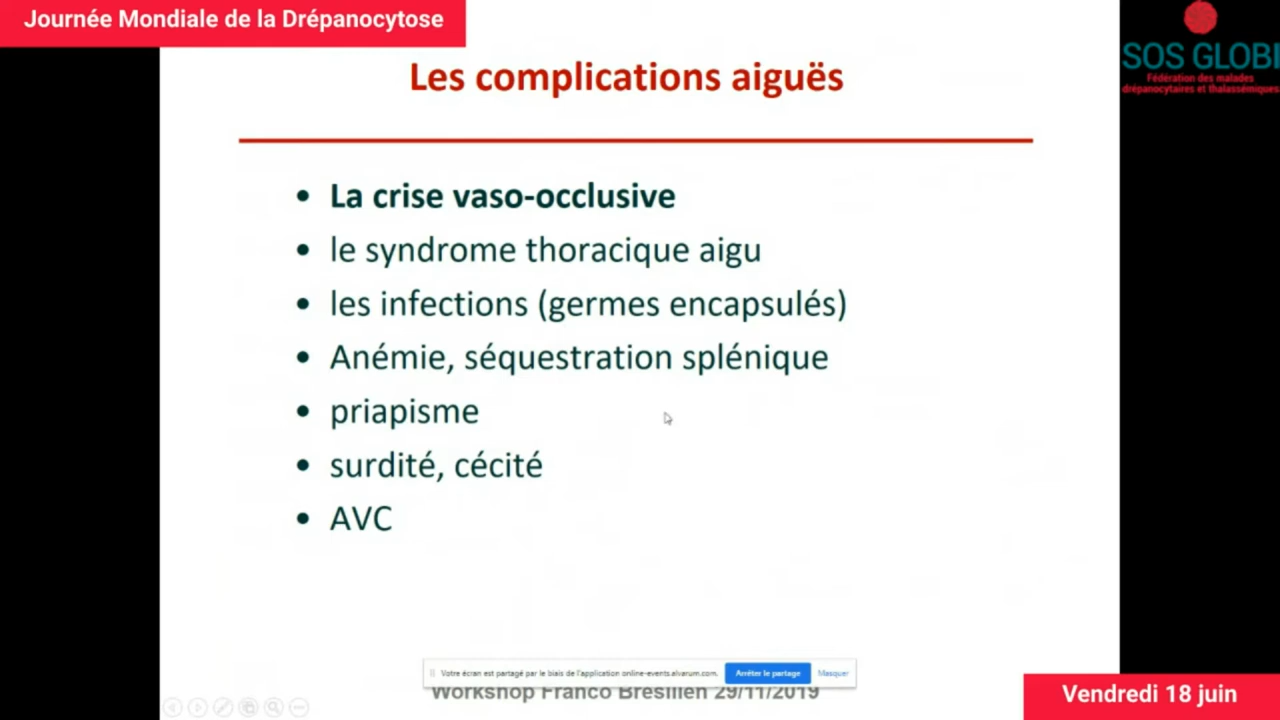 Journée Mondiale de la Drépanocytose
SOS GLOBI
Fédération des malades
drépanocytaires et thalassémiques
Les complications aiguës
• La crise vaso-occlusive
• le syndrome thoracique aigu
• les infections (germes encapsulés)
• Anémie, séquestration splénique
• priapisme
• surdité, cécité
• AVC
Votre écran est partagé par le biais de l'application online-events.alvarum.com.
Arrêter le partage
Masquer
Workshop Franco Brésilien 29/11/2019
Vendredi 18 juin